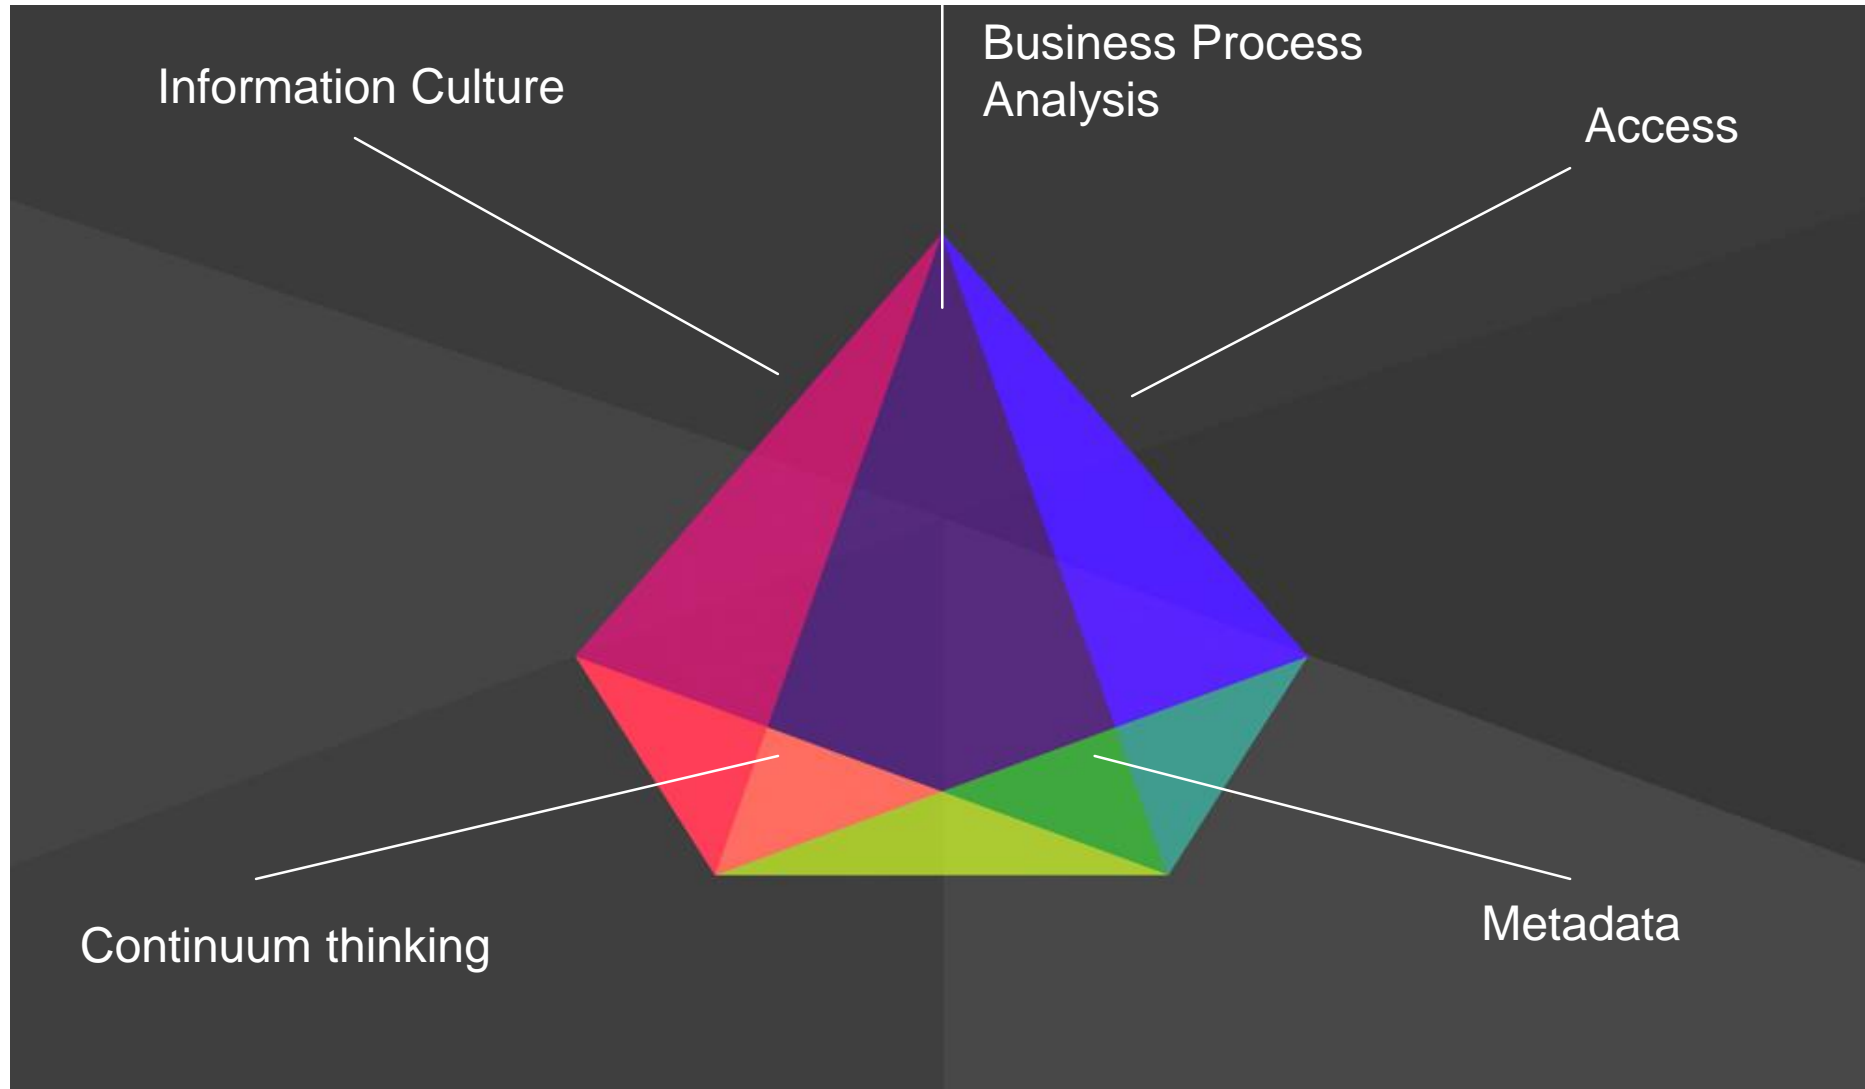 Information Culture
Business Process
Analysis
Access
Continuum thinking
Metadata